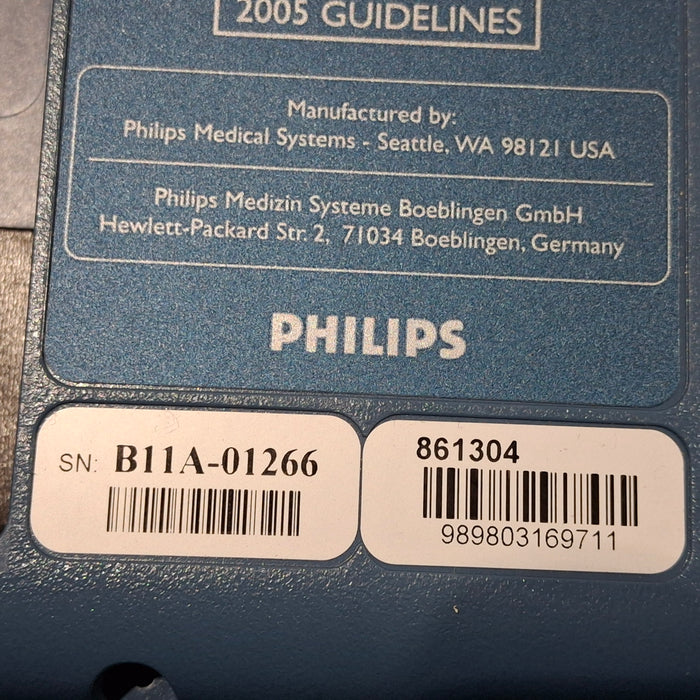 2005 GUIDELINES
Manufactured by:
Philips Medical Systems - Seattle, WA 98121 USA
Philips Medizin Systeme Boeblingen GmbH
Hewlett-Packard Str. 2, 71034 Boeblingen, Germany
PHILIPS
SN: B11A-01266
861304
989803169711